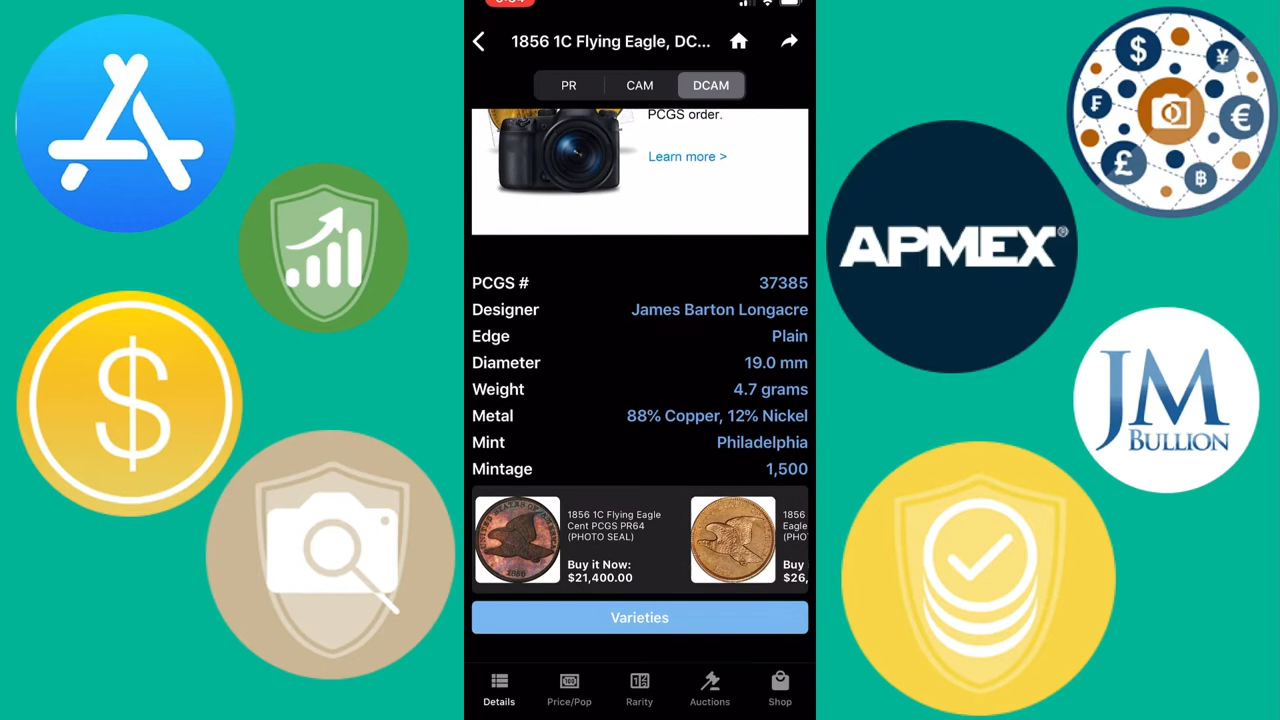 1856 1C Flying Eagle, DC...
PR
CAM
DCAM
PCGS order.
Learn more >
PCGS # 37385
Designer James Barton Longacre
Edge Plain
Diameter 19.0 mm
Weight 4.7 grams
Metal 88% Copper, 12% Nickel
Mint Philadelphia
Mintage 1,500
1856 1C Flying Eagle
Cent PCGS PR64
(PHOTO SEAL)
Buy it Now:
$21,400.00
1856
Eagle
(PHO
Buy
$26,
Varieties
Details
Price/Pop
Rarity
Auctions
Shop
$
$
¥
₣
€
£
฿
APMEX®
JM
BULLION